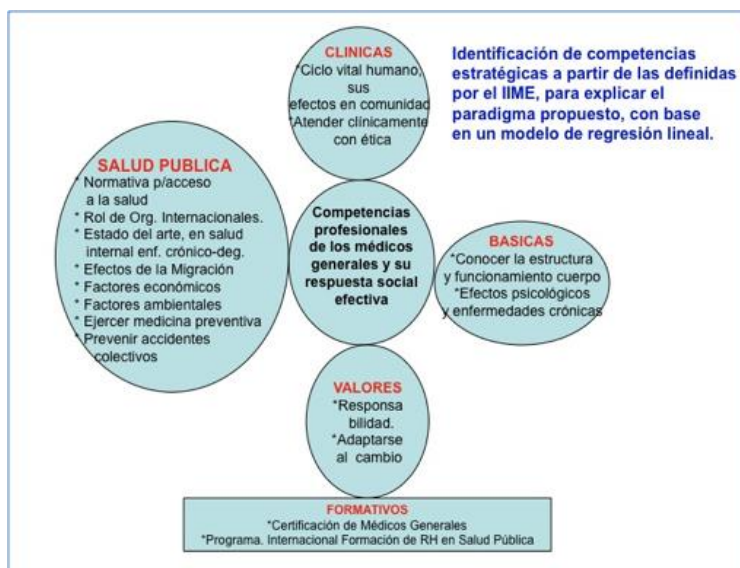 CLINICAS
*Ciclo vital humano,
sus
efectos en comunidad
*Atender clínicamente
con ética
Identificación de competencias
estratégicas a partir de las definidas
por el IIME, para explicar el
paradigma propuesto, con base
en un modelo de regresión lineal.
SALUD PUBLICA
* Normativa p/acceso
a la salud
* Rol de Org. Internacionales.
* Estado del arte, en salud
internal enf. crónico-deg.
* Efectos de la Migración
* Factores económicos
* Factores ambientales
* Ejercer medicina preventiva
* Prevenir accidentes
colectivos
Competencias
profesionales
de los médicos
generales y su
respuesta social
efectiva
BASICAS
*Conocer la estructura
y funcionamiento cuerpo
*Efectos psicológicos
y enfermedades crónicas
VALORES
*Responsa
bilidad.
*Adaptarse
al cambio
FORMATIVOS
*Certificación de Médicos Generales
*Programa. Internacional Formación de RH en Salud Pública